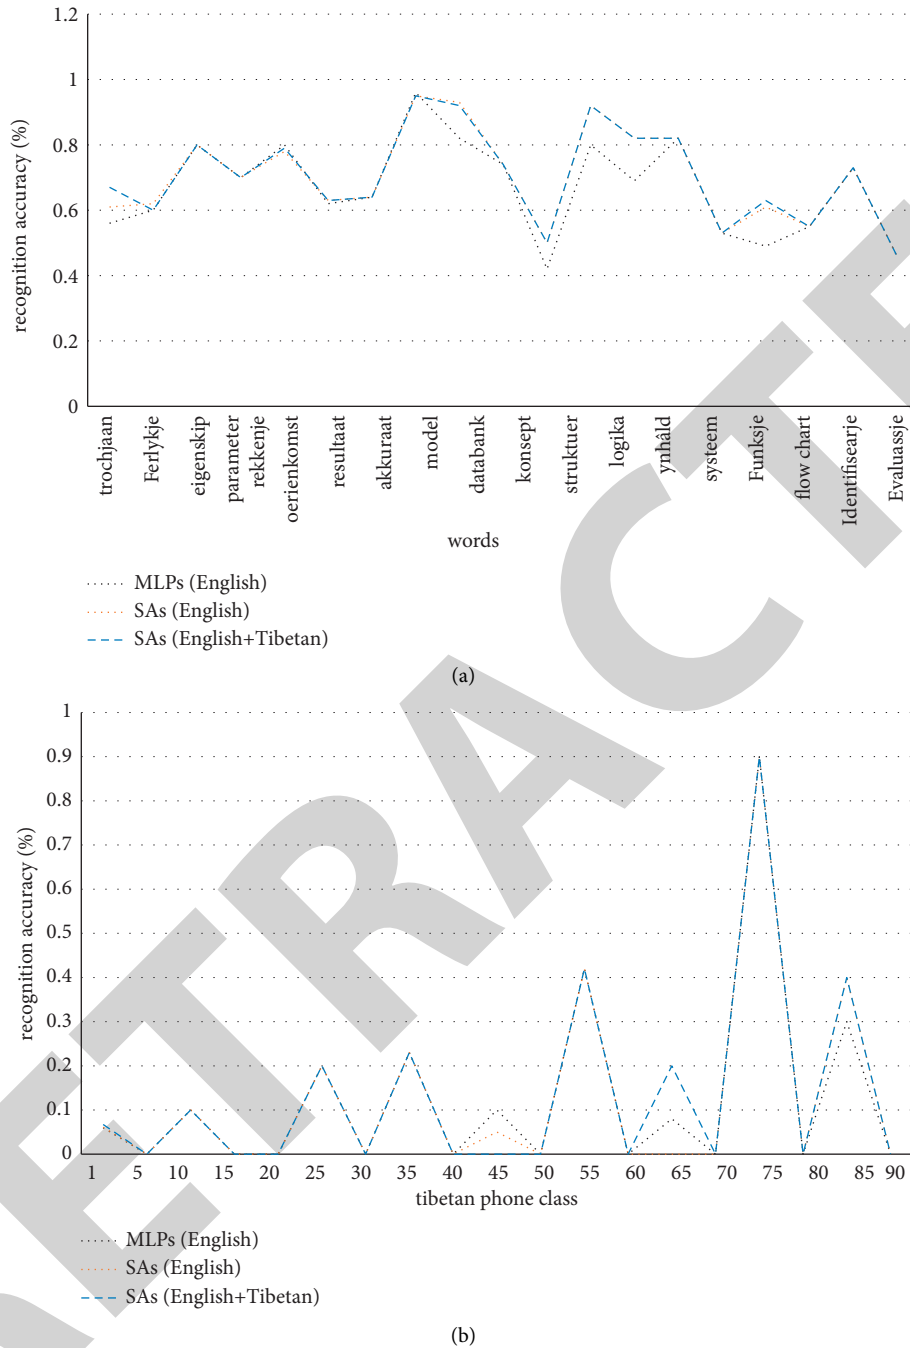 1.2
1
0.8
0.6
0.4
0.2
0
recognition accuracy (%)
trochjaan
Ferlykje
eigenskip
parameter
rekkenje
oerienkomst
resultaat
akkuraat
model
databank
konsept
struktuer
logika
ynhâld
systeem
Funksje
flow chart
Identifisearje
Evaluassje
words
MLPs (English)
SAs (English)
SAs (English+Tibetan)
(a)
1
0.9
0.8
0.7
0.6
0.5
0.4
0.3
0.2
0.1
0
recognition accuracy (%)
1 5 10 15 20 25 30 35 40 45 50 55 60 65 70 75 80 85 90
tibetan phone class
MLPs (English)
SAs (English)
SAs (English+Tibetan)
(b)
RETRACTE